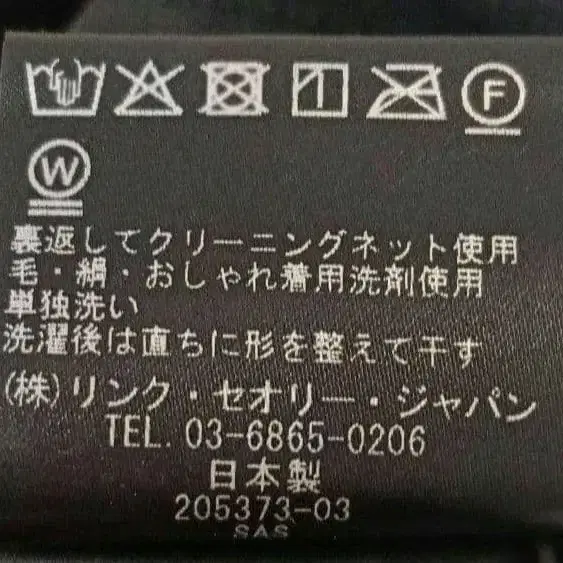 F
W
裏返してクリーニングネット使用
毛・絹・おしゃれ着用洗剤使用
単独洗い
洗濯後は直ちに形を整えて干す
(株)リンク・セオリー・ジャパン
TEL. 03-6865-0206
日本製
205373-03
SAS